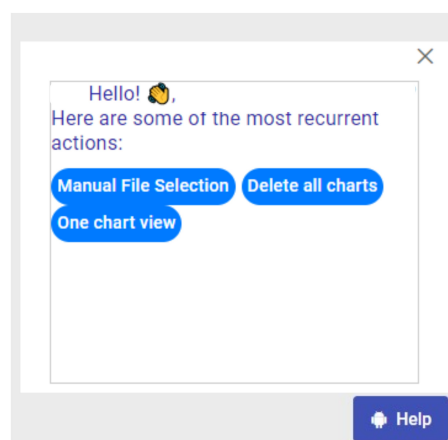 Hello! 👏,
Here are some of the most recurrent
actions:
Manual File Selection Delete all charts
One chart view
Help